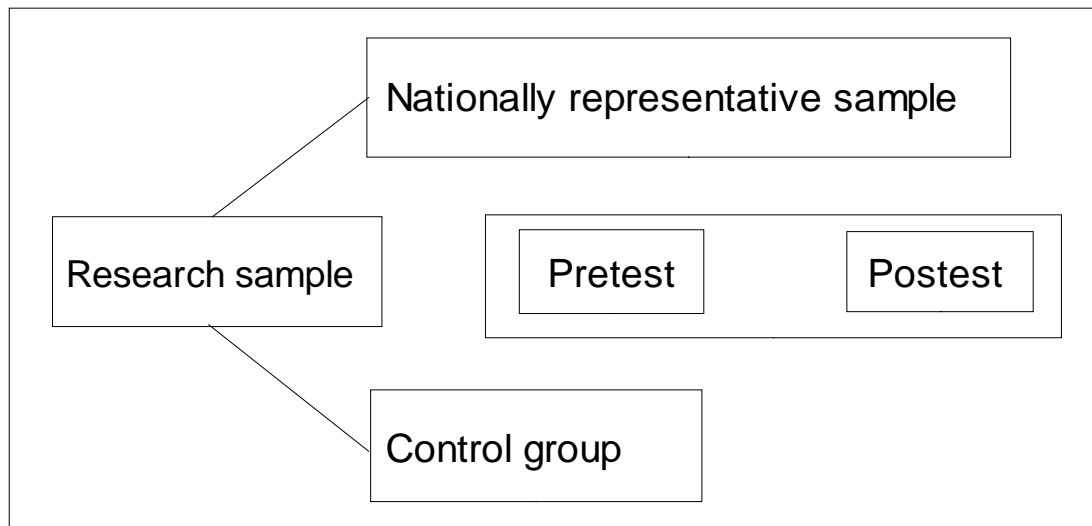 Nationally representative sample
Research sample
Pretest
Postest
Control group